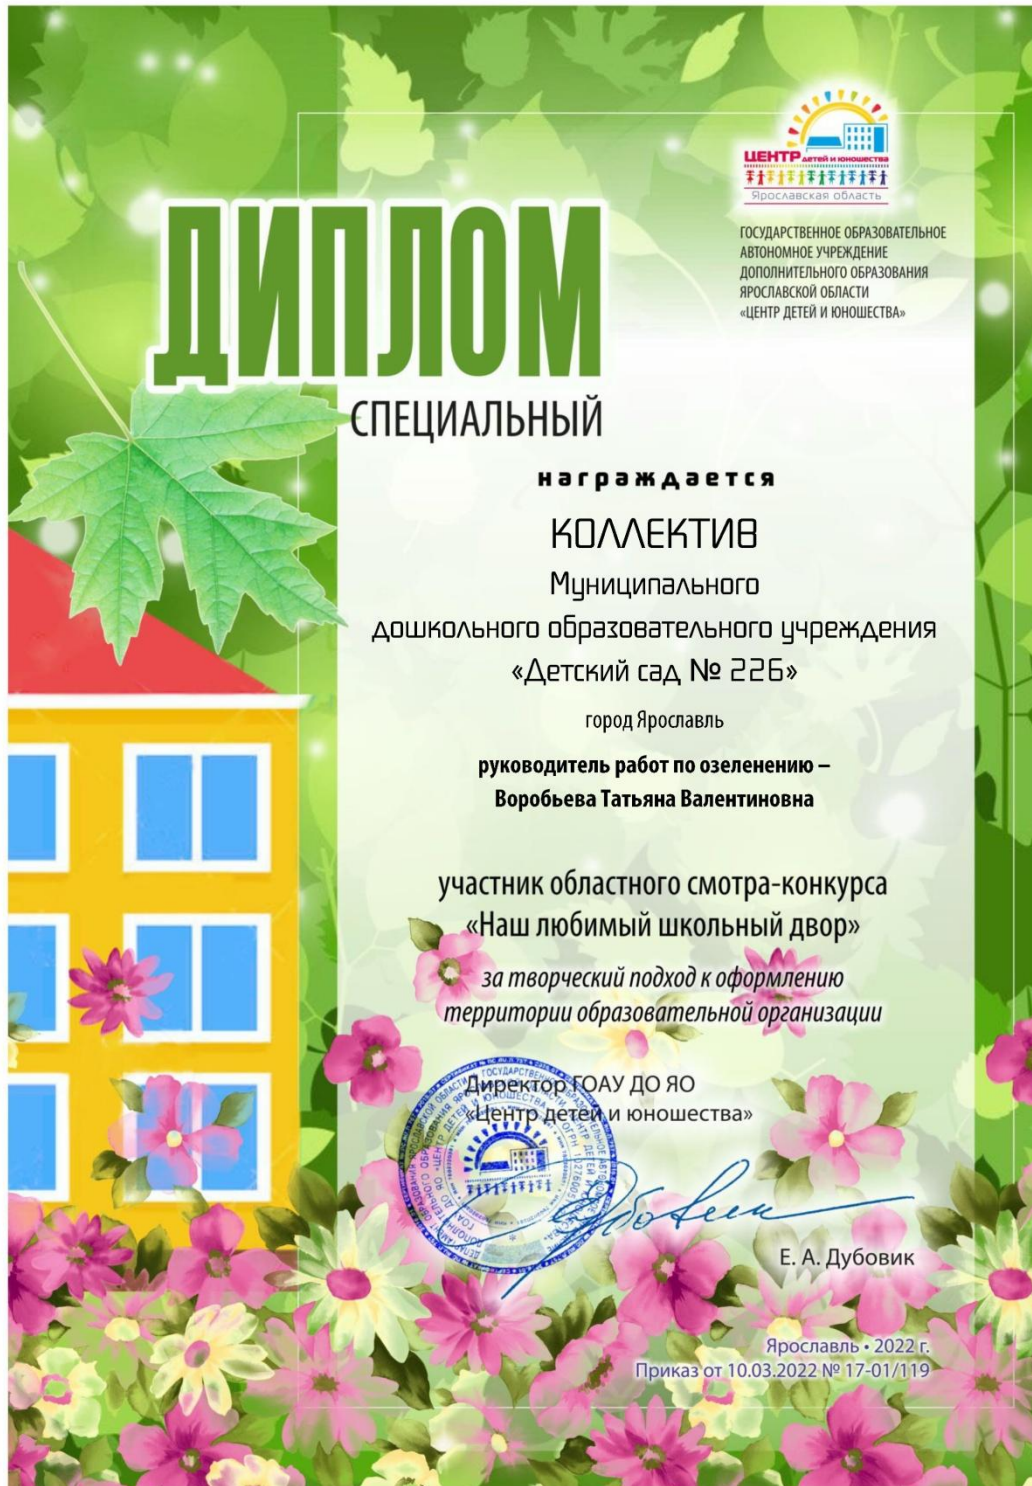 ЦЕНТР детей и юношества
Ярославская область
ГОСУДАРСТВЕННОЕ ОБРАЗОВАТЕЛЬНОЕ
АВТОНОМНОЕ УЧРЕЖДЕНИЕ
ДОПОЛНИТЕЛЬНОГО ОБРАЗОВАНИЯ
ЯРОСЛАВСКОЙ ОБЛАСТИ
«ЦЕНТР ДЕТЕЙ И ЮНОШЕСТВА»
ДИПЛОМ
СПЕЦИАЛЬНЫЙ
награждается
КОЛЛЕКТИВ
Муниципального
дошкольного образовательного учреждения
«Детский сад № 226»
город Ярославль
руководитель работ по озеленению –
Воробьева Татьяна Валентиновна
участник областного смотра-конкурса
«Наш любимый школьный двор»
за творческий подход к оформлению
территории образовательной организации
Директор ГОАУ ДО ЯО
«Центр детей и юношества»
Е. А. Дубовик
Ярославль • 2022 г.
Приказ от 10.03.2022 № 17-01/119